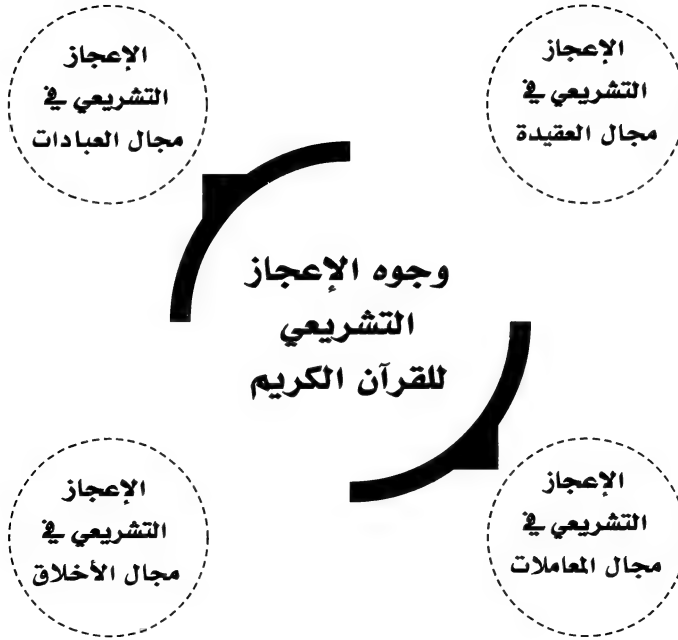 الإعجاز
التشريعي في
مجال العقيدة
الإعجاز
التشريعي في
مجال العبادات
وجوه الإعجاز
التشريعي
للقرآن الكريم
الإعجاز
التشريعي في
مجال المعاملات
الإعجاز
التشريعي في
مجال الأخلاق